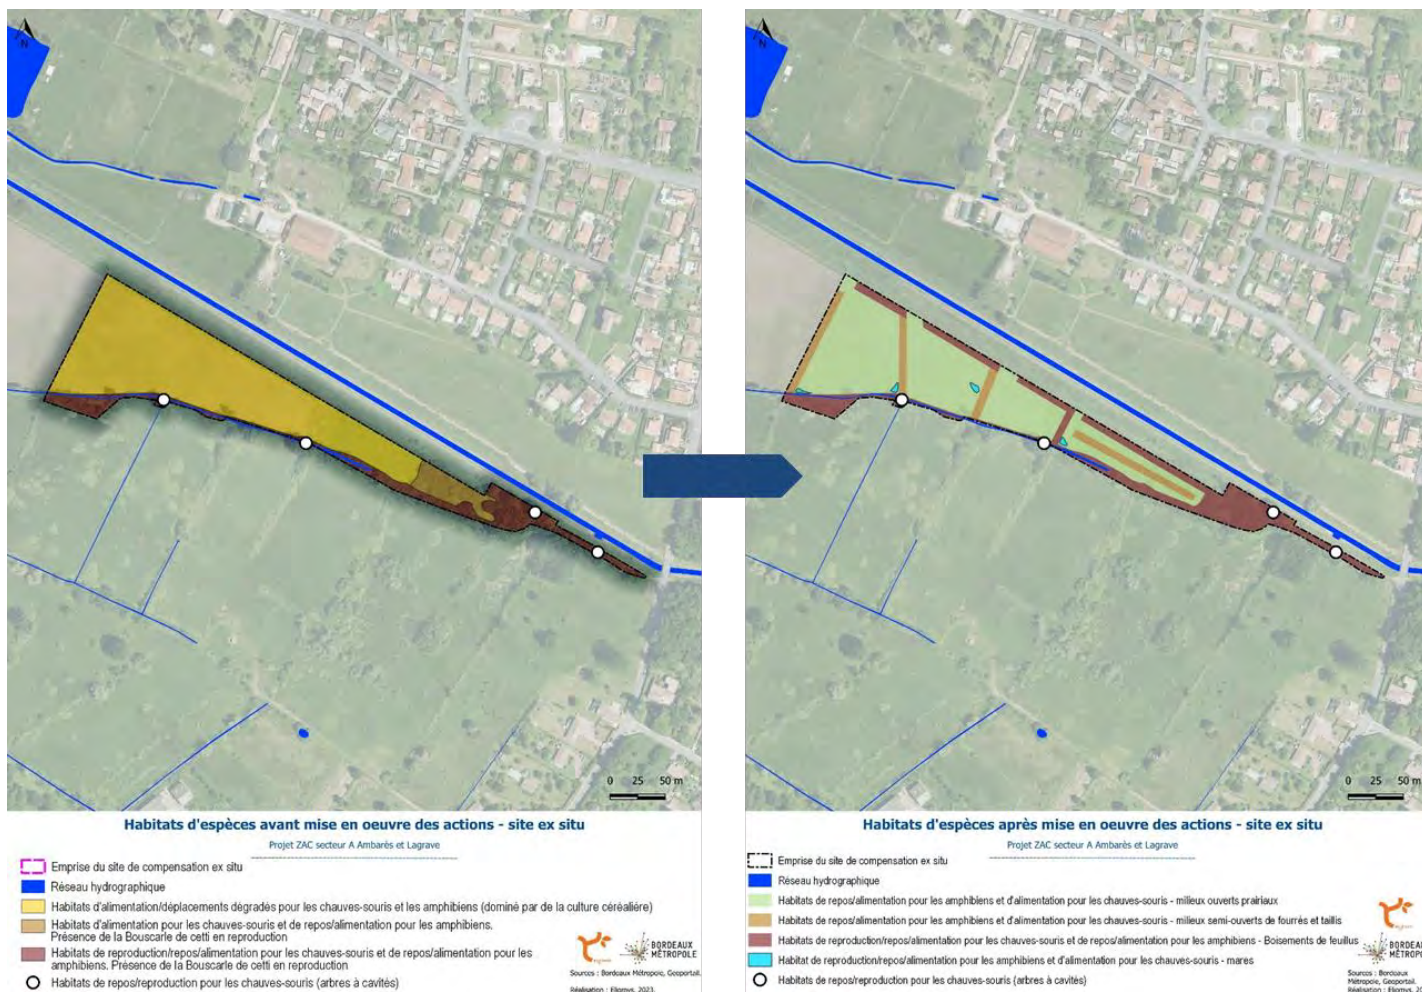 N
0 25 50 m
Habitats d'espèces avant mise en oeuvre des actions - site ex situ
Projet ZAC secteur A Ambarès et Lagrave
Emprise du site de compensation ex situ
Réseau hydrographique
Habitats d'alimentation/déplacements dégradés pour les chauves-souris et les amphibiens (dominé par de la culture céréalière)
Habitats d'alimentation pour les chauves-souris et de repos/alimentation pour les amphibiens.
Présence de la Bouscarle de cetti en reproduction
Habitats de reproduction/repos/alimentation pour les chauves-souris et de repos/alimentation pour les
amphibiens. Présence de la Bouscarle de cetti en reproduction
Habitats de repos/reproduction pour les chauves-souris (arbres à cavités)
BORDEAUX
MÉTROPOLE
Sources : Bordeaux Métropole, Geoportail.
Réalisation : Eliomys, 2023.
N
0 25 50 m
Habitats d'espèces après mise en oeuvre des actions - site ex situ
Projet ZAC secteur A Ambarès et Lagrave
Emprise du site de compensation ex situ
Réseau hydrographique
Habitats de repos/alimentation pour les amphibiens et d'alimentation pour les chauves-souris - milieux ouverts prairiaux
Habitats de repos/alimentation pour les amphibiens et d'alimentation pour les chauves-souris - milieux semi-ouverts de fourrés et taillis
Habitats de reproduction/repos/alimentation pour les chauves-souris et de repos/alimentation pour les amphibiens - Boisements de feuillus
Habitat de reproduction/repos/alimentation pour les amphibiens et d'alimentation pour les chauves-souris - mares
Habitats de repos/reproduction pour les chauves-souris (arbres à cavités)
BORDEAUX
MÉTROPO
Sources : Bordeaux
Métropole, Geoportail.
Réalisation : Eliomys, 20